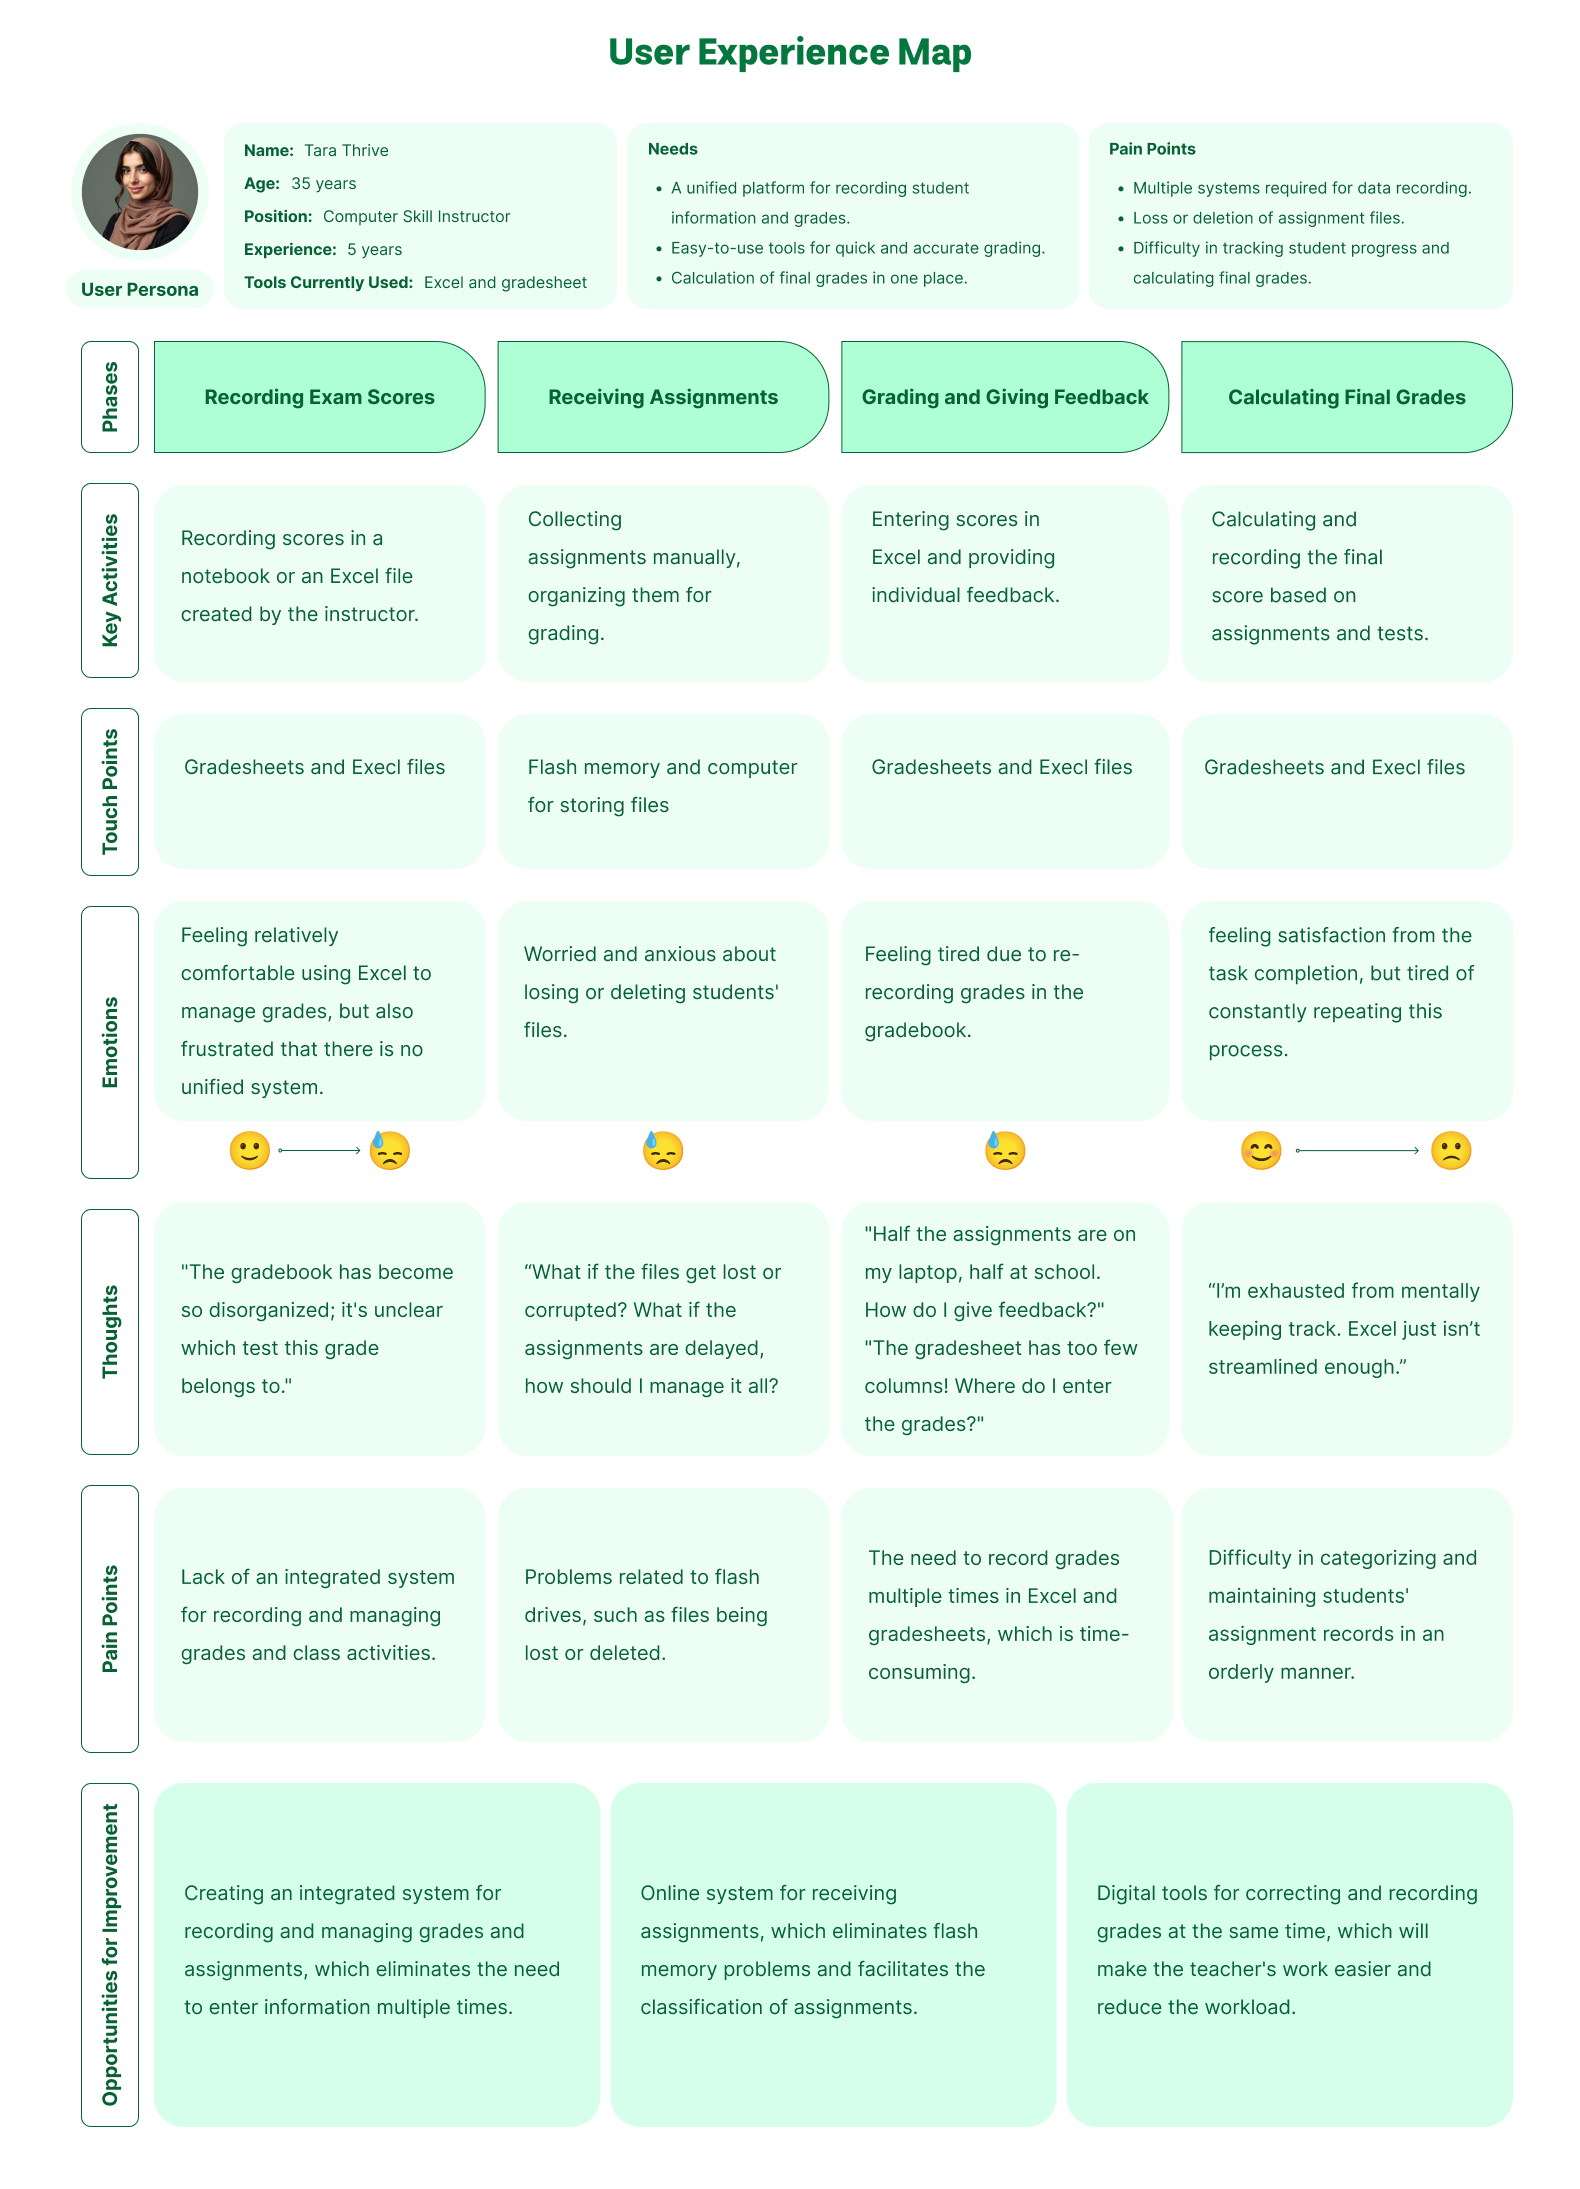 User Experience Map
User Persona
Name: Tara Thrive
Age: 35 years
Position: Computer Skill Instructor
Experience: 5 years
Tools Currently Used: Excel and gradesheet
Needs
• A unified platform for recording student
information and grades.
• Easy-to-use tools for quick and accurate grading.
• Calculation of final grades in one place.
Pain Points
• Multiple systems required for data recording.
• Loss or deletion of assignment files.
• Difficulty in tracking student progress and
calculating final grades.
Phases
Recording Exam Scores
Receiving Assignments
Grading and Giving Feedback
Calculating Final Grades
Key Activities
Recording scores in a
notebook or an Excel file
created by the instructor.
Collecting
assignments manually,
organizing them for
grading.
Entering scores in
Excel and providing
individual feedback.
Calculating and
recording the final
score based on
assignments and tests.
Touch Points
Gradesheets and Execl files
Flash memory and computer
for storing files
Gradesheets and Execl files
Gradesheets and Execl files
Emotions
Feeling relatively
comfortable using Excel to
manage grades, but also
frustrated that there is no
unified system.
Worried and anxious about
losing or deleting students'
files.
Feeling tired due to re-
recording grades in the
gradebook.
feeling satisfaction from the
task completion, but tired of
constantly repeating this
process.
Thoughts
"The gradebook has become
so disorganized; it's unclear
which test this grade
belongs to."
“What if the files get lost or
corrupted? What if the
assignments are delayed,
how should I manage it all?
"Half the assignments are on
my laptop, half at school.
How do I give feedback?"
"The gradesheet has too few
columns! Where do I enter
the grades?"
“I’m exhausted from mentally
keeping track. Excel just isn’t
streamlined enough.”
Pain Points
Lack of an integrated system
for recording and managing
grades and class activities.
Problems related to flash
drives, such as files being
lost or deleted.
The need to record grades
multiple times in Excel and
gradesheets, which is time-
consuming.
Difficulty in categorizing and
maintaining students'
assignment records in an
orderly manner.
Opportunities for Improvement
Creating an integrated system for
recording and managing grades and
assignments, which eliminates the need
to enter information multiple times.
Online system for receiving
assignments, which eliminates flash
memory problems and facilitates the
classification of assignments.
Digital tools for correcting and recording
grades at the same time, which will
make the teacher's work easier and
reduce the workload.